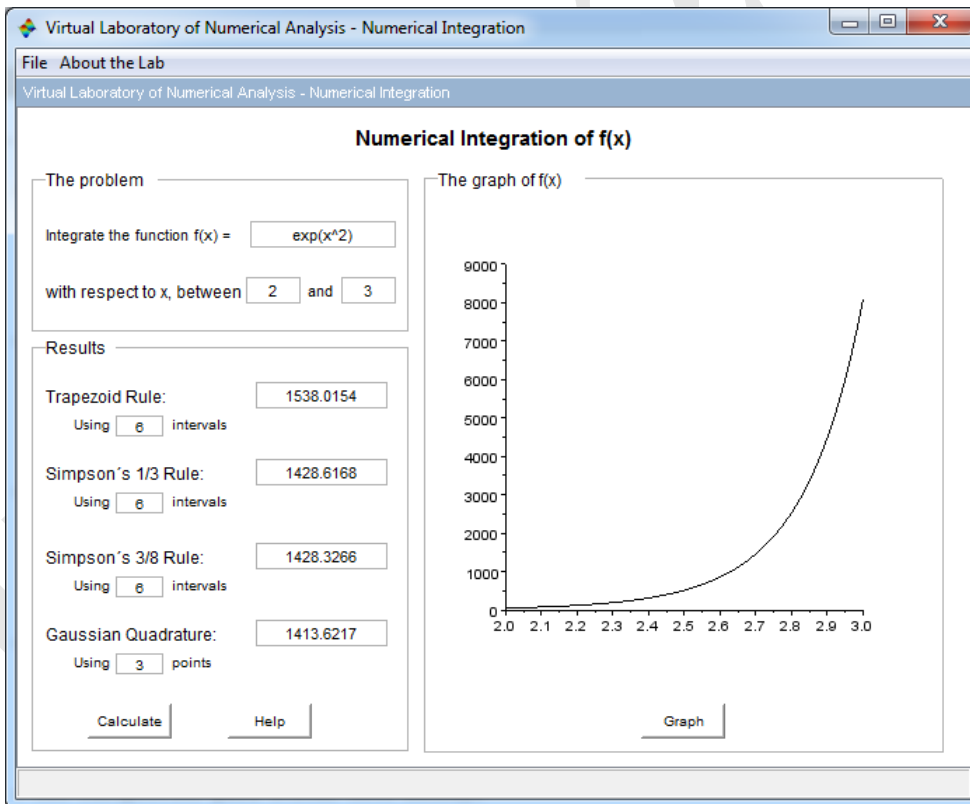 Virtual Laboratory of Numerical Analysis - Numerical Integration
File About the Lab
Virtual Laboratory of Numerical Analysis - Numerical Integration
Numerical Integration of f(x)
The problem
Integrate the function f(x) = exp(x^2)
with respect to x, between 2 and 3
Results
Trapezoid Rule: 1538.0154
Using 6 intervals
Simpson´s 1/3 Rule: 1428.6168
Using 6 intervals
Simpson´s 3/8 Rule: 1428.3266
Using 6 intervals
Gaussian Quadrature: 1413.6217
Using 3 points
Calculate Help
The graph of f(x)
9000
8000
7000
6000
5000
4000
3000
2000
1000
0
2.0 2.1 2.2 2.3 2.4 2.5 2.6 2.7 2.8 2.9 3.0
Graph